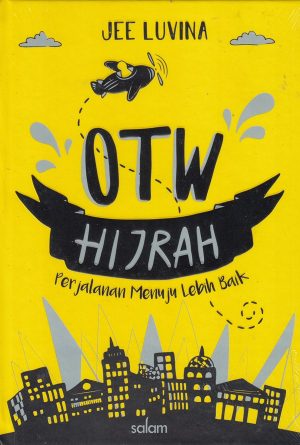 JEE LUVINA
OTW
HIJRAH
Perjalanan Menuju Lebih Baik
salam